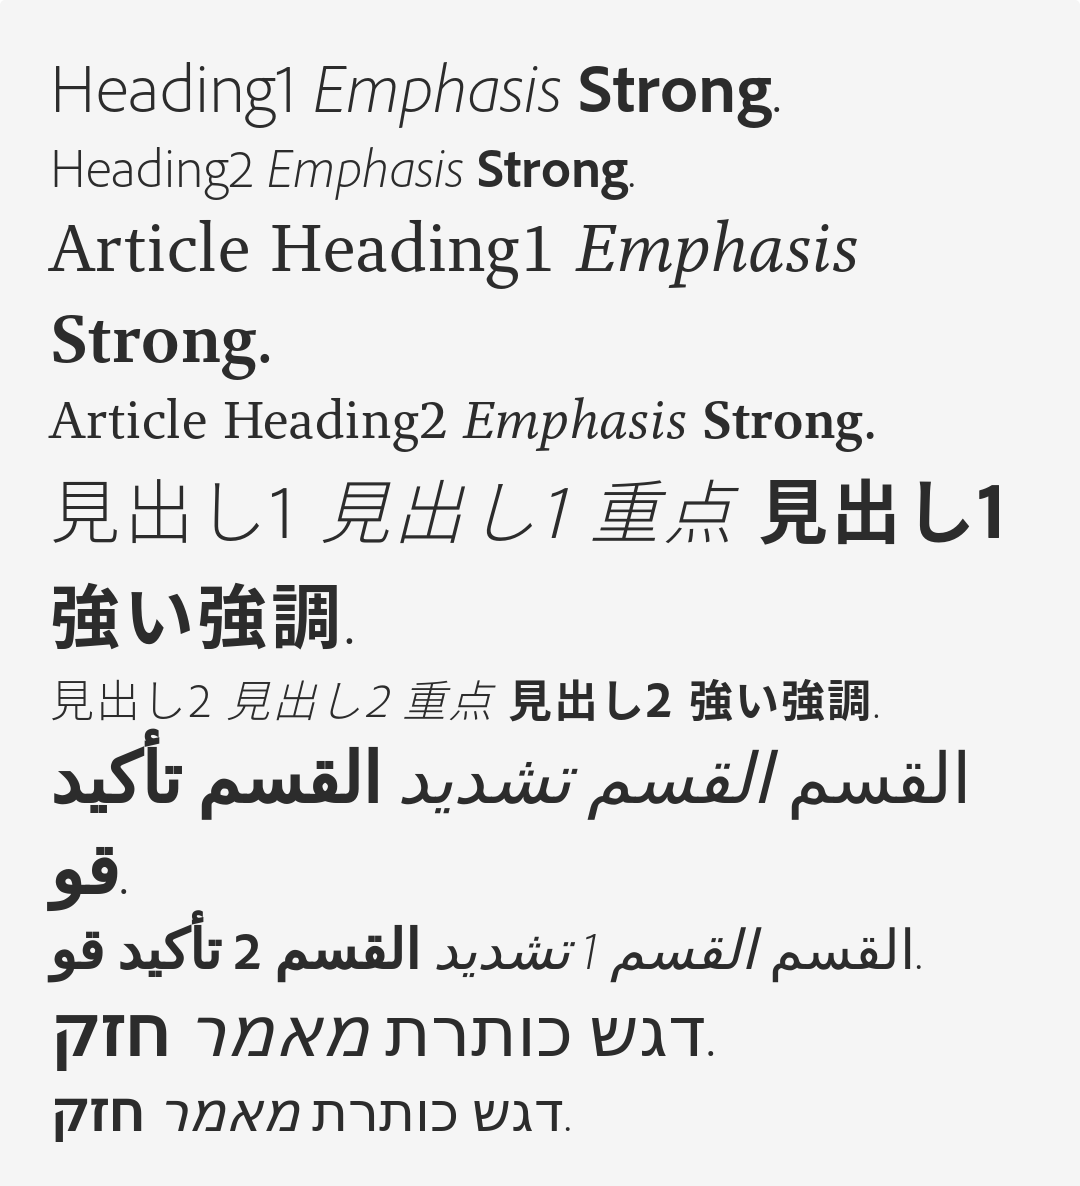 Heading1 Emphasis Strong.
Heading2 Emphasis Strong.
Article Heading1 Emphasis
Strong.
Article Heading2 Emphasis Strong.
見出し1 見出し1 重点 見出し1
強い強調.
見出し2 見出し2 重点 見出し2 強い強調.
القسم القسم تشديد القسم تأكيد
قو.
القسم القسم 1 تشديد القسم 2 تأكيد قو.
דגש כותרת מאמר חזק.
דגש כותרת מאמר חזק.